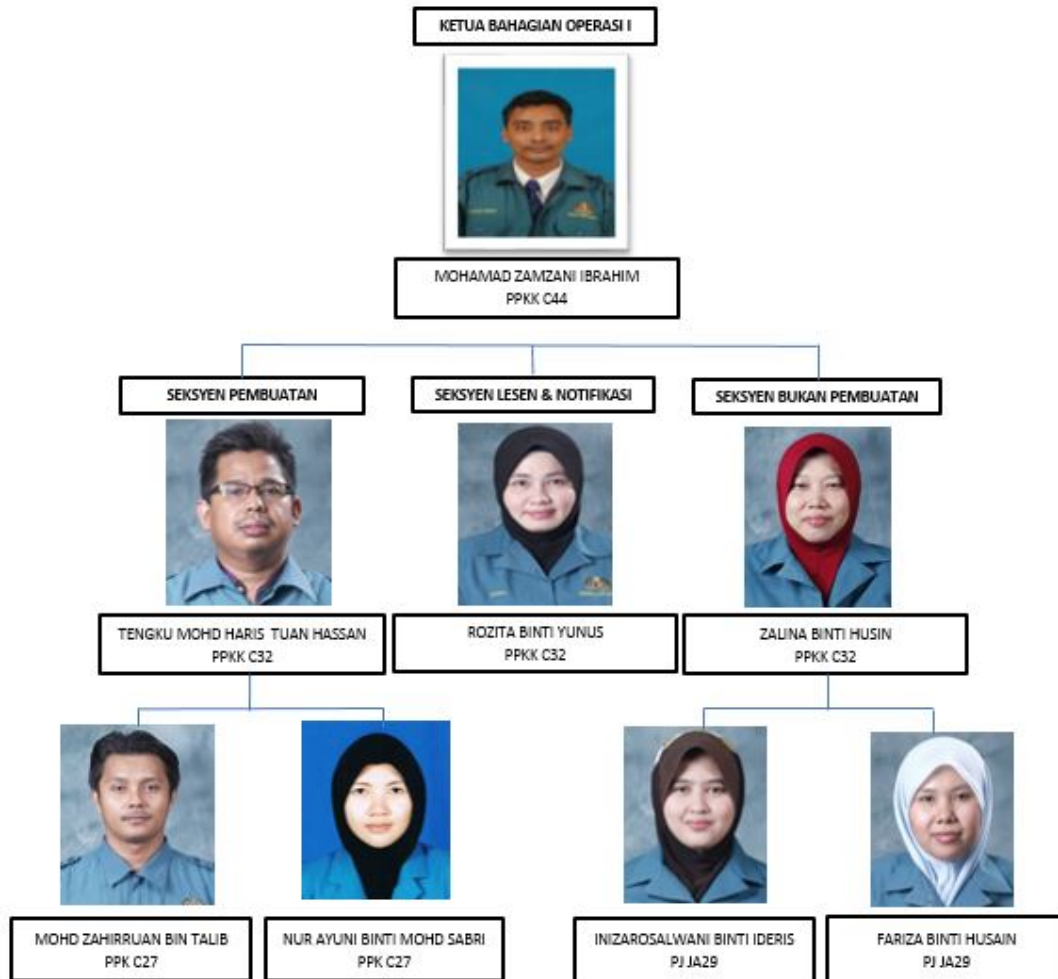 KETUA BAHAGIAN OPERASI I
MOHAMAD ZAMZANI IBRAHIM
PPKK C44
SEKSYEN PEMBUATAN
SEKSYEN LESEN & NOTIFIKASI
SEKSYEN BUKAN PEMBUATAN
TENGKU MOHD HARIS TUAN HASSAN
PPKK C32
ROZITA BINTI YUNUS
PPKK C32
ZALINA BINTI HUSIN
PPKK C32
MOHD ZAHIRRUAN BIN TALIB
PPK C27
NUR AYUNI BINTI MOHD SABRI
PPK C27
INIZAROSALWANI BINTI IDERIS
PJ JA29
FARIZA BINTI HUSAIN
PJ JA29